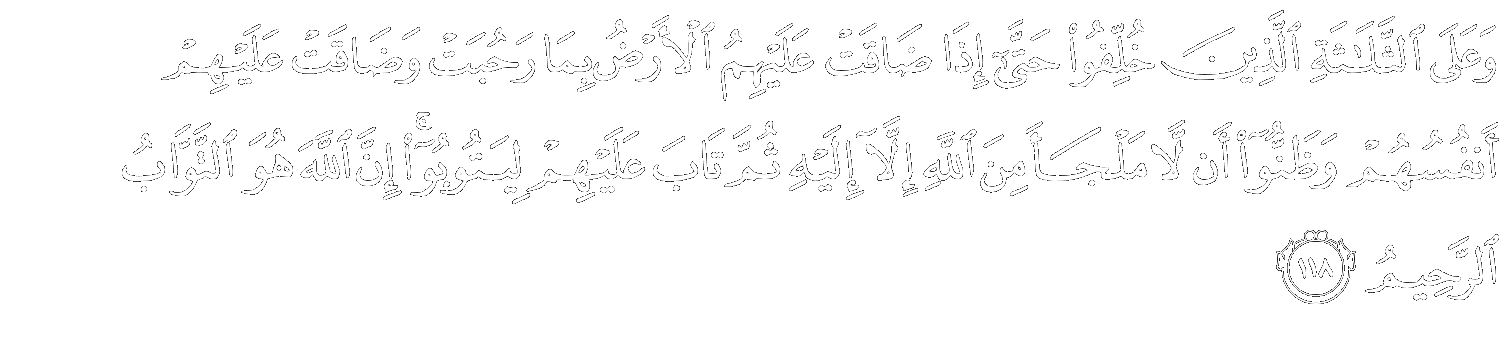 وَعَلَى ٱلثَّلَـٰثَةِ ٱلَّذِينَ خُلِّفُوا۟ حَتَّىٰٓ إِذَا ضَاقَتْ عَلَيْهِمُ ٱلْأَرْضُ بِمَا رَحُبَتْ وَضَاقَتْ عَلَيْهِمْ
أَنفُسُهُمْ وَظَنُّوٓا۟ أَن لَّا مَلْجَأَ مِنَ ٱللَّهِ إِلَّآ إِلَيْهِ ثُمَّ تَابَ عَلَيْهِمْ لِيَتُوبُوٓا۟ ۚ إِنَّ ٱللَّهَ هُوَ ٱلتَّوَّابُ
ٱلرَّحِيمُ ١١٨